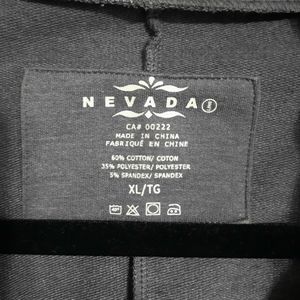 NEVADA
CA# 00222
MADE IN CHINA
FABRIQUÉ EN CHINE
60% COTTON/ COTON
35% POLYESTER/ POLYESTER
5% SPANDEX/ SPANDEX
XL/TG